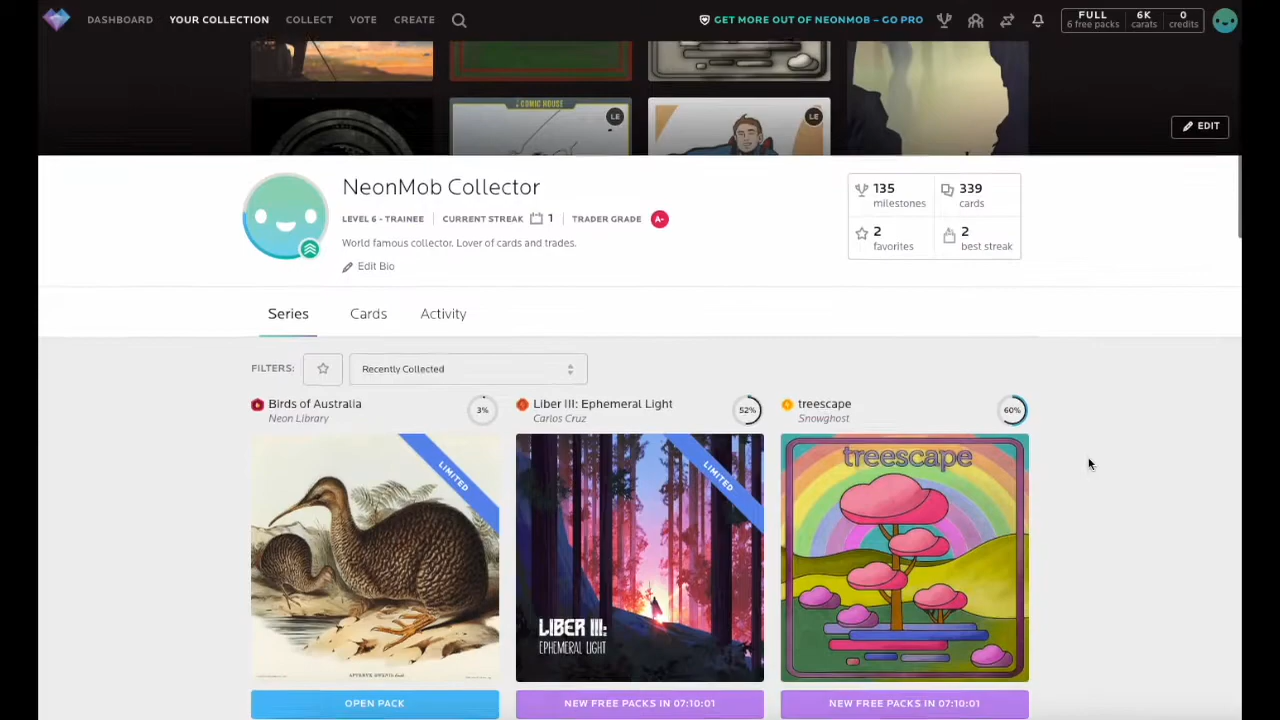 DASHBOARD YOUR COLLECTION COLLECT VOTE CREATE GET MORE OUT OF NEONMOB – GO PRO FULL 6K 0
6 free packs carats credits
COMIC HOUSE
LE LE
EDIT
NeonMob Collector
LEVEL 6 - TRAINEE CURRENT STREAK 1 TRADER GRADE A-
World famous collector. Lover of cards and trades.
Edit Bio
135 339
milestones cards
2 2
favorites best streak
Series Cards Activity
FILTERS: Recently Collected
Birds of Australia 3% Liber III: Ephemeral Light 52% treescape 60%
Neon Library Carlos Cruz Snowghost
LIMITED LIMITED treescape
LIBER III:
EPHEMERAL LIGHT
OPEN PACK NEW FREE PACKS IN 07:10:01 NEW FREE PACKS IN 07:10:01